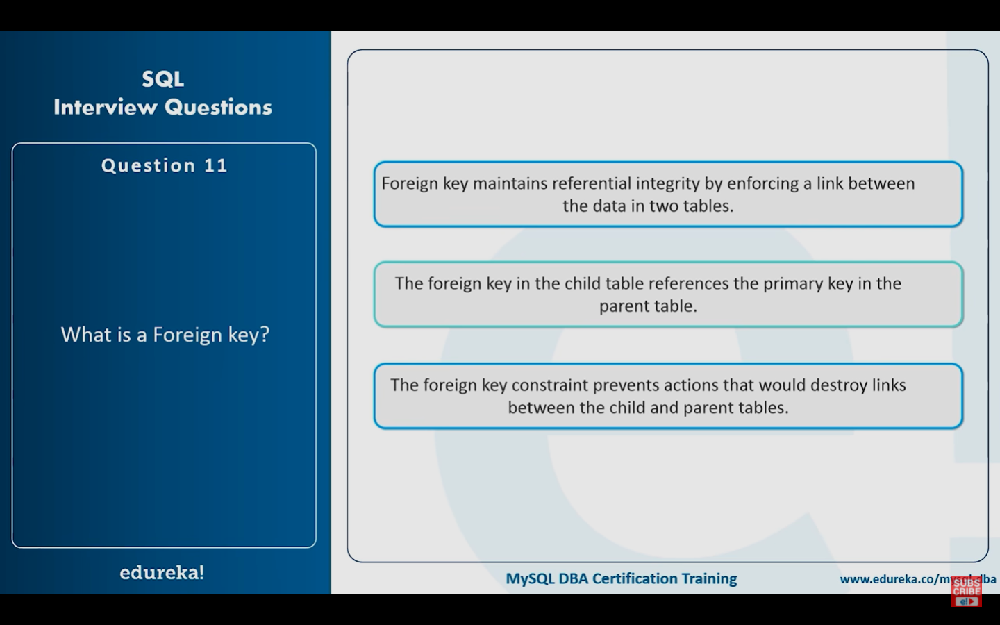 SQL
Interview Questions
Question 11
What is a Foreign key?
edureka!
Foreign key maintains referential integrity by enforcing a link between
the data in two tables.
The foreign key in the child table references the primary key in the
parent table.
The foreign key constraint prevents actions that would destroy links
between the child and parent tables.
MySQL DBA Certification Training
www.edureka.co/mysql-dba
SUBS
CRIBE
e!